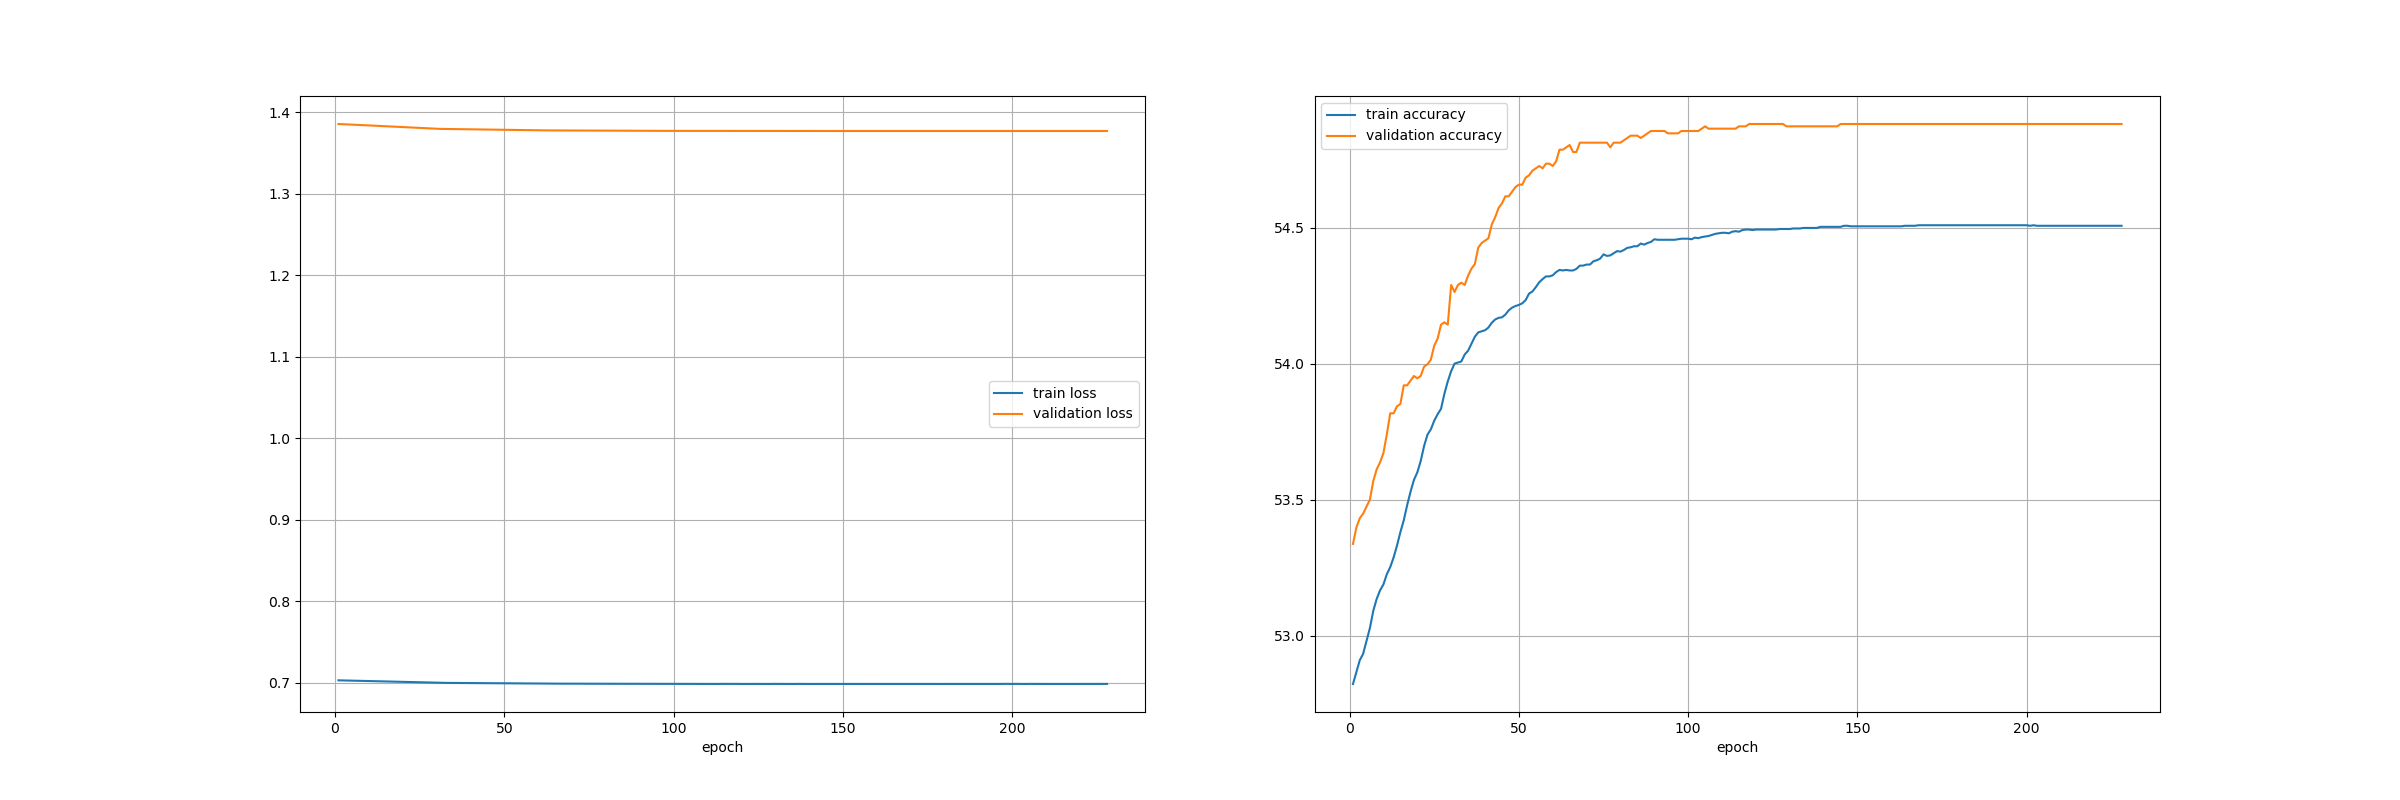 1.4
1.3
1.2
1.1
1.0
0.9
0.8
0.7
0 50 100 150 200
epoch
train loss
validation loss
train accuracy
validation accuracy
54.5
54.0
53.5
53.0
0 50 100 150 200
epoch